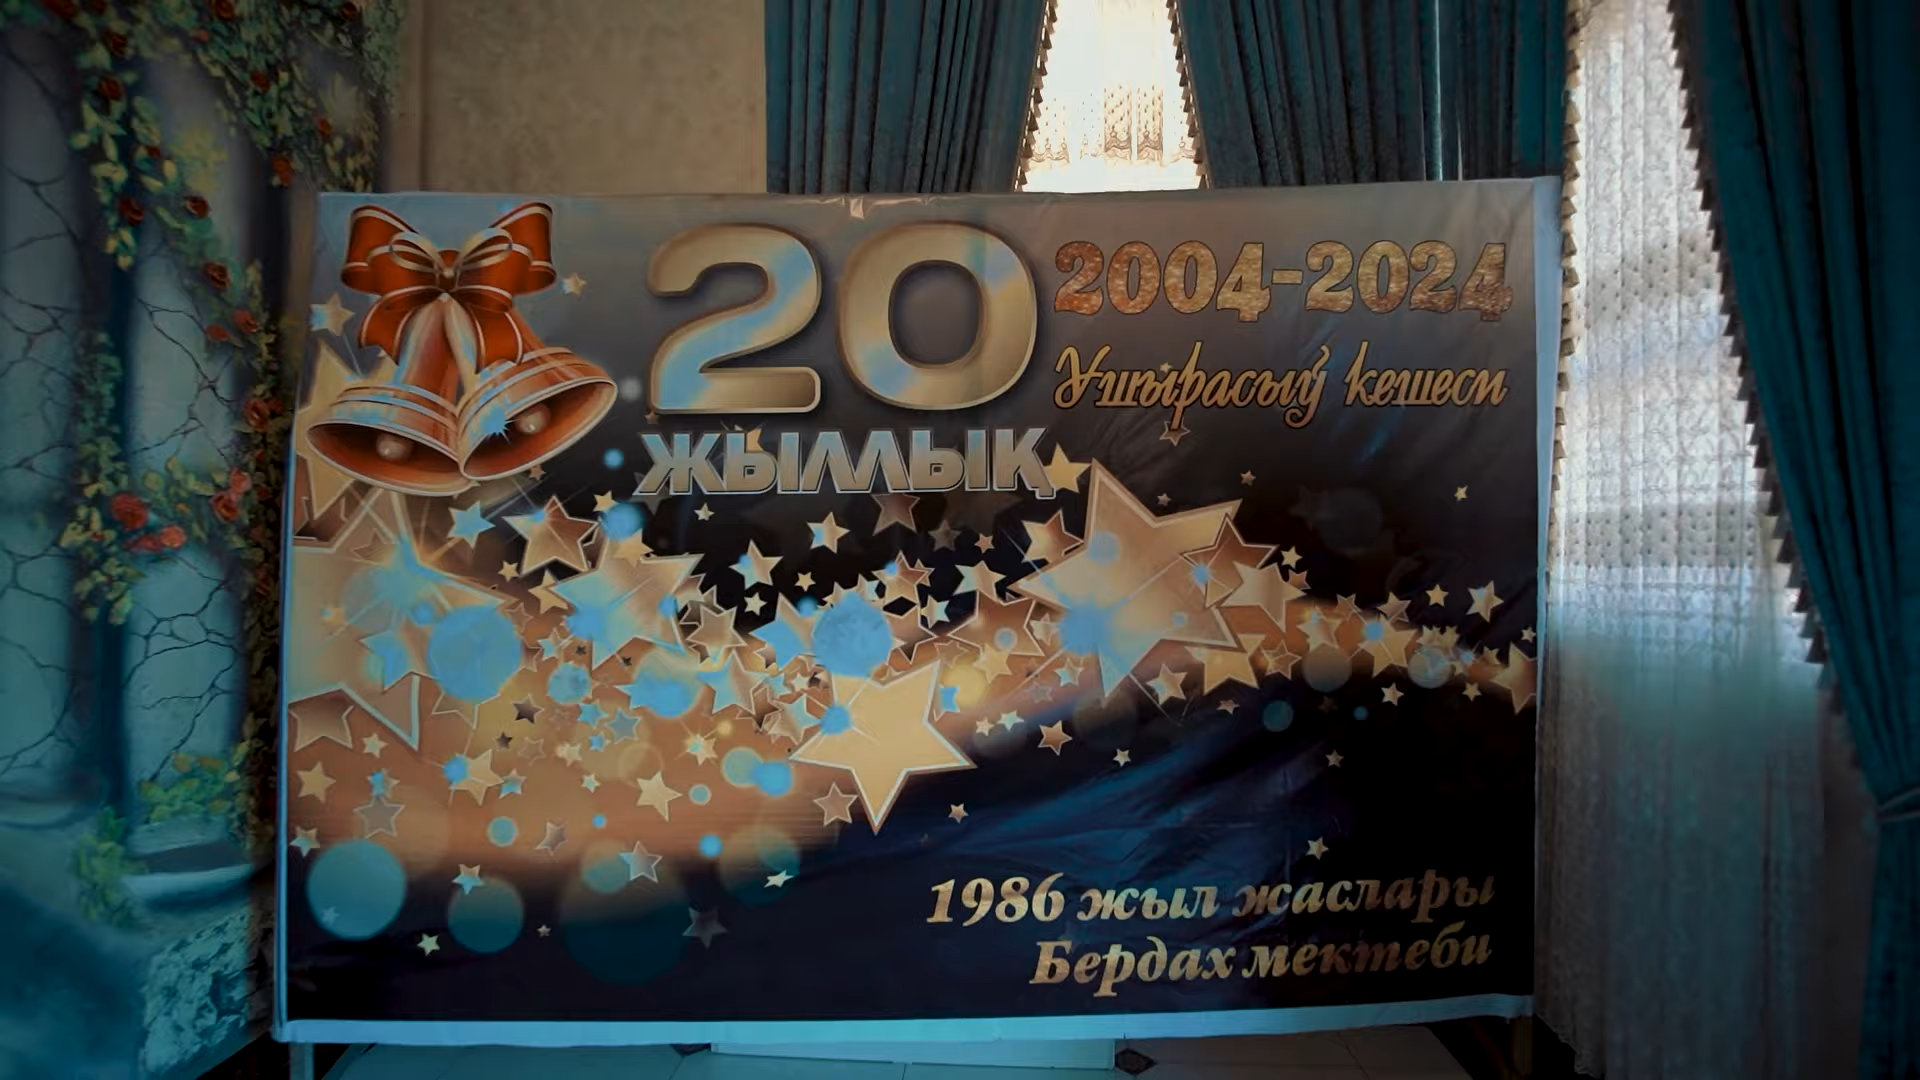 20
ЖЫЛЛЫҚ
2004-2024
Ушырасыў кешеси
1986 жыл жаслары
Бердах мектеби